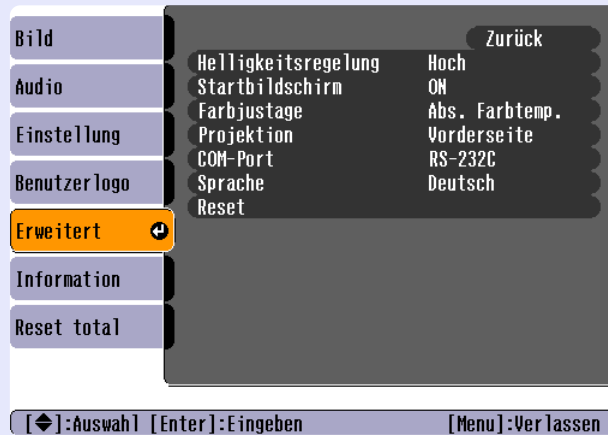 Bild
Audio
Einstellung
Benutzerlogo
Erweitert
Information
Reset total
Zurück
Helligkeitsregelung Hoch
Startbildschirm ON
Farbjustage Abs. Farbtemp.
Projektion Vorderseite
COM-Port RS-232C
Sprache Deutsch
Reset
[◆]:Auswahl [Enter]:Eingeben [Menu]:Verlassen